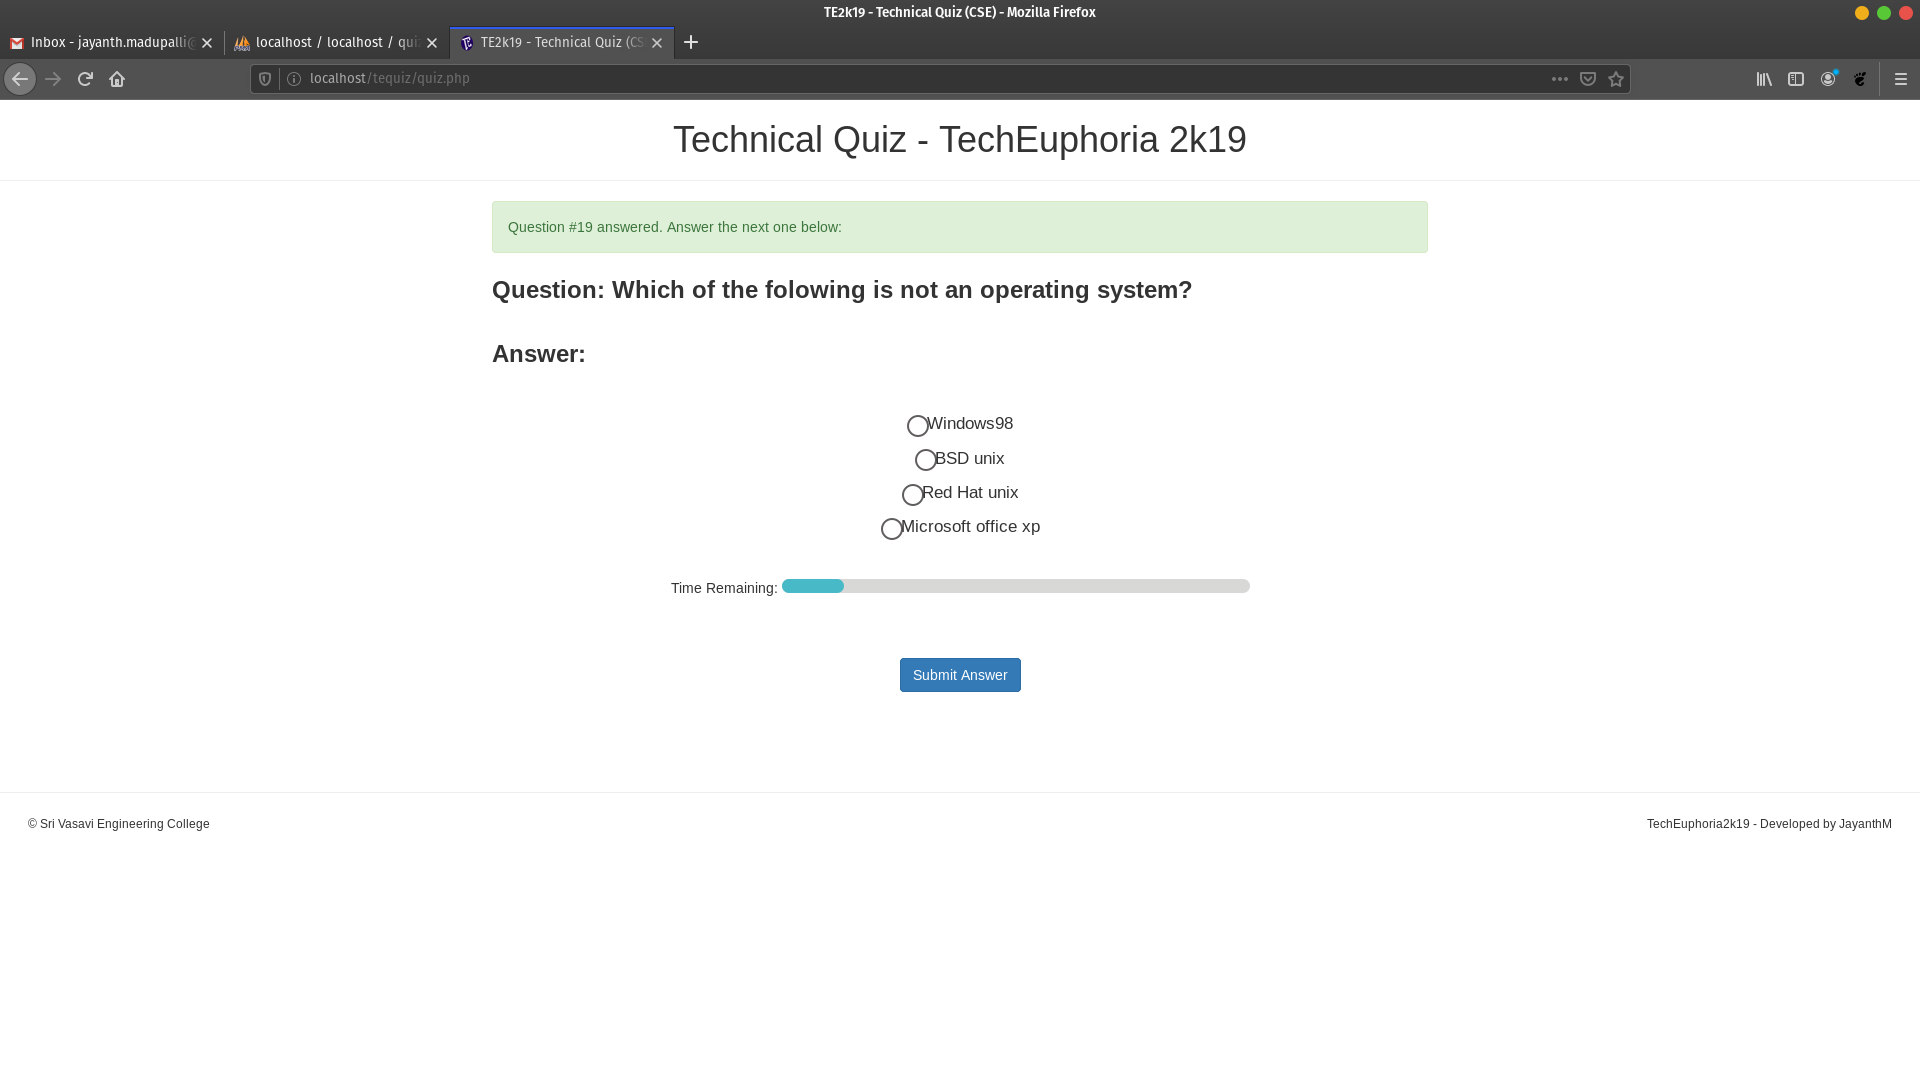 TE2k19 - Technical Quiz (CSE) - Mozilla Firefox
Inbox - jayanth.madupalli@
localhost / localhost / qui
TE2k19 - Technical Quiz (CS
localhost/tequiz/quiz.php
Technical Quiz - TechEuphoria 2k19
Question #19 answered. Answer the next one below:
Question: Which of the folowing is not an operating system?
Answer:
Windows98
BSD unix
Red Hat unix
Microsoft office xp
Time Remaining:
Submit Answer
© Sri Vasavi Engineering College
TechEuphoria2k19 - Developed by JayanthM